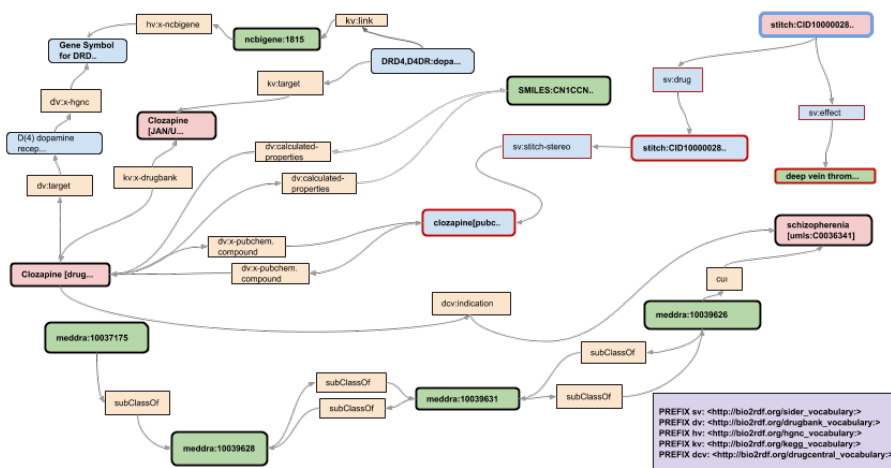 hv:x-ncbigene
kv:link
stitch:CID10000028..
Gene Symbol
for DRD..
ncbigene:1815
DRD4,D4DR:dopa...
sv:drug
kv:target
dv:x-hgnc
SMILES:CN1CCN..
sv:effect
Clozapine
[JAN/U...
D(4) dopamine
recep...
dv:calculated-
properties
sv:stitch-stereo
stitch:CID10000028..
kv:x-drugbank
deep vein throm...
dv:target
dv:calculated-
properties
clozapine[pubc..
schizopherenia
[umls:C0036341]
dv:x-pubchem.
compound
Clozapine [drug...
dv:x-pubchem.
compound
cui
dcv:indication
meddra:10039626
meddra:10037175
subClassOf
subClassOf
subClassOf
meddra:10039631
subClassOf
subClassOf
subClassOf
meddra:10039628
PREFIX sv: <http://bio2rdf.org/sider_vocabulary:>
PREFIX dv: <http://bio2rdf.org/drugbank_vocabulary:>
PREFIX hv: <http://bio2rdf.org/hgnc_vocabulary:>
PREFIX kv: <http://bio2rdf.org/kegg_vocabulary:>
PREFIX dcv: <http://bio2rdf.org/drugcentral_vocabulary:>